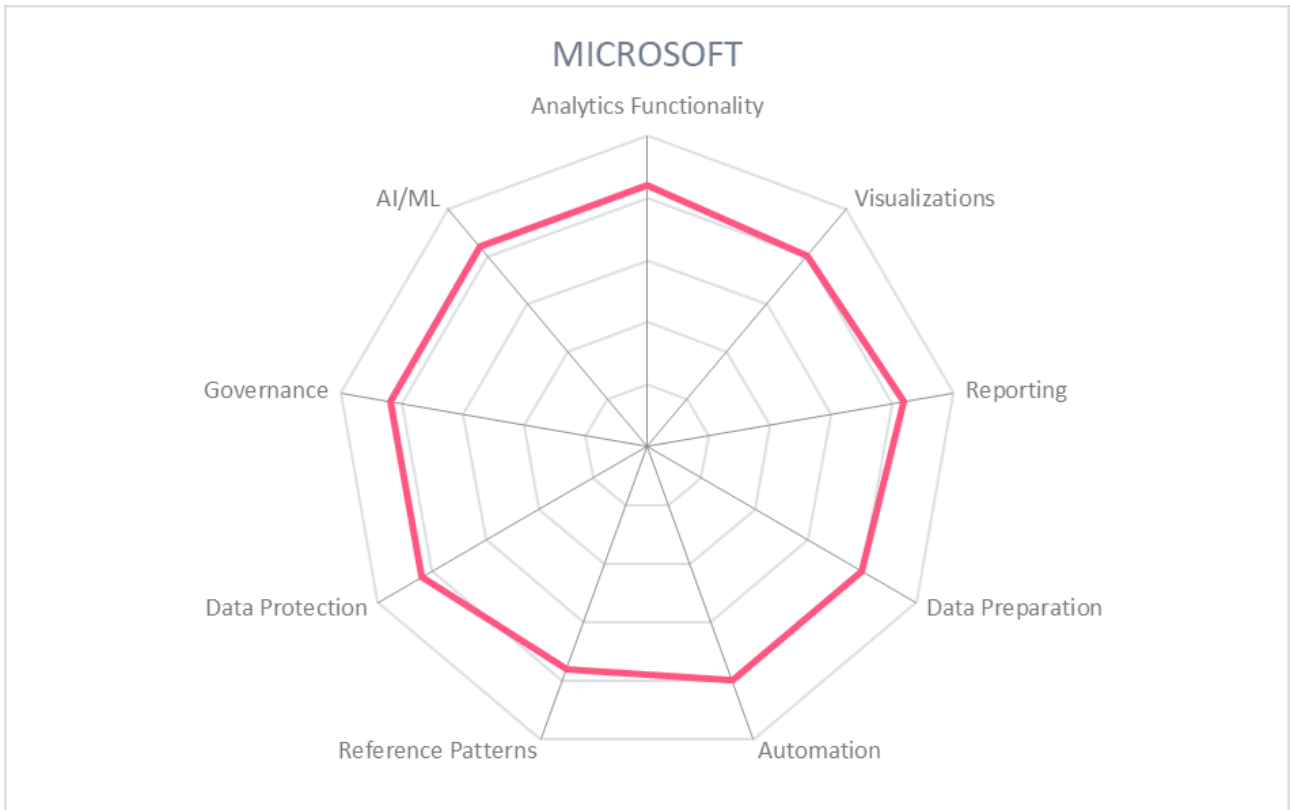 MICROSOFT
Analytics Functionality
AI/ML
Visualizations
Governance
Reporting
Data Protection
Data Preparation
Reference Patterns
Automation